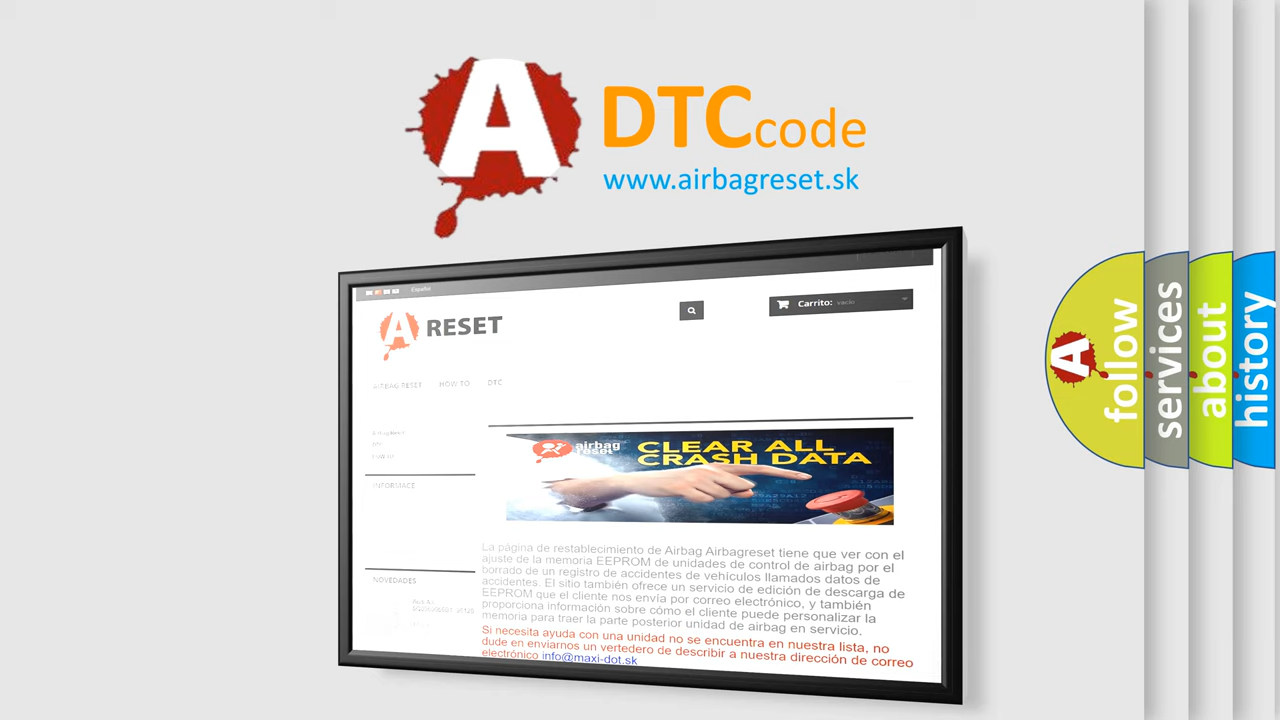 A DTCcode
www.airbagreset.sk
Español
A RESET
Carrito: vacío
AIRBAG RESET HOW TO DTC
INFORMACE
NOVEDADES
airbag
reset
CLEAR ALL
CRASH DATA
La página de restablecimiento de Airbag Airbagreset tiene que ver con el
ajuste de la memoria EEPROM de unidades de control de airbag por el
borrado de un registro de accidentes de vehículos llamados datos de
accidentes. El sitio también ofrece un servicio de edición de descarga de
EEPROM que el cliente nos envía por correo electrónico, y también
proporciona información sobre cómo el cliente puede personalizar la
memoria para traer la parte posterior unidad de airbag en servicio.
Si necesita ayuda con una unidad no se encuentra en nuestra lista, no
dude en enviarnos un vertedero de describir a nuestra dirección de correo
electrónico info@maxi-dot.sk
A follow
services
about
history